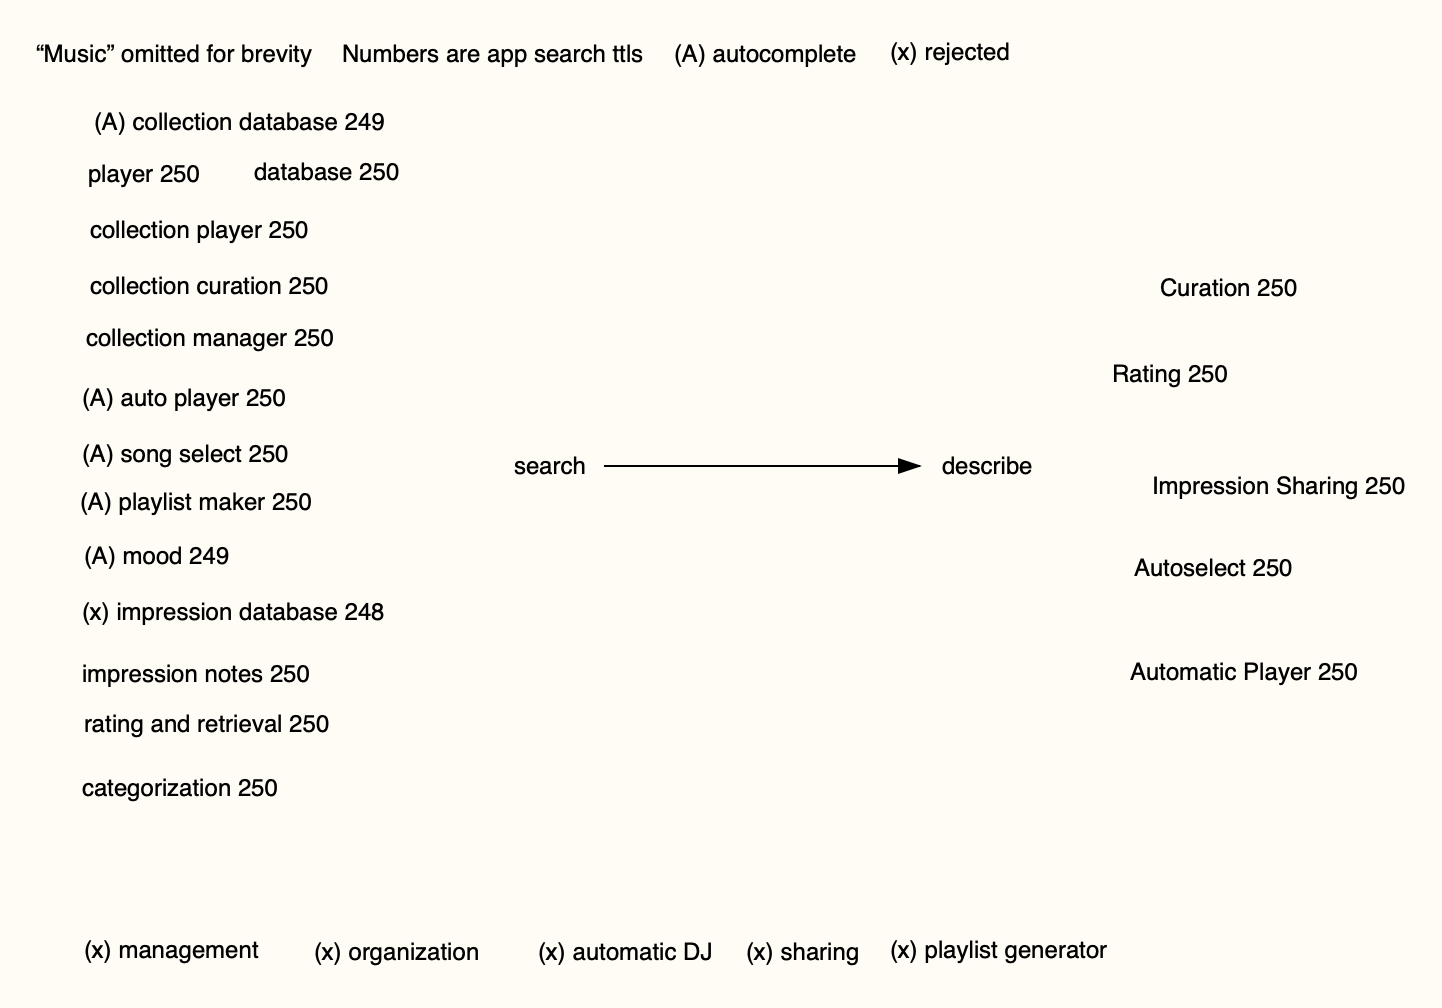 “Music” omitted for brevity    Numbers are app search ttls    (A) autocomplete    (x) rejected
(A) collection database 249
player 250    database 250
collection player 250
collection curation 250
Curation 250
collection manager 250
Rating 250
(A) auto player 250
(A) song select 250
search    describe
Impression Sharing 250
(A) playlist maker 250
(A) mood 249
Autoselect 250
(x) impression database 248
impression notes 250
Automatic Player 250
rating and retrieval 250
categorization 250
(x) management    (x) organization    (x) automatic DJ    (x) sharing    (x) playlist generator